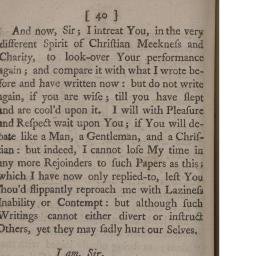 [ 40 ]
And now, Sir; I intreat You, in the very
different Spirit of Christian Meekness and
Charity, to look-over Your performance
again; and compare it with what I wrote be-
fore and have written now: but do not write
again, if you are wise; till you have slept
and are cool'd upon it. I will with Pleasure
and Respect wait upon You; if You will de-
bate like a Man, a Gentleman, and a Chris-
tian: but indeed, I cannot lose My time in
any more Rejoinders to such Papers as this;
which I have now only replied-to, lest You
shou'd flippantly reproach me with Laziness
Inability or Contempt: but although such
Writings cannot either divert or instruct
Others, yet they may sadly hurt our Selves.
I am, Sir,